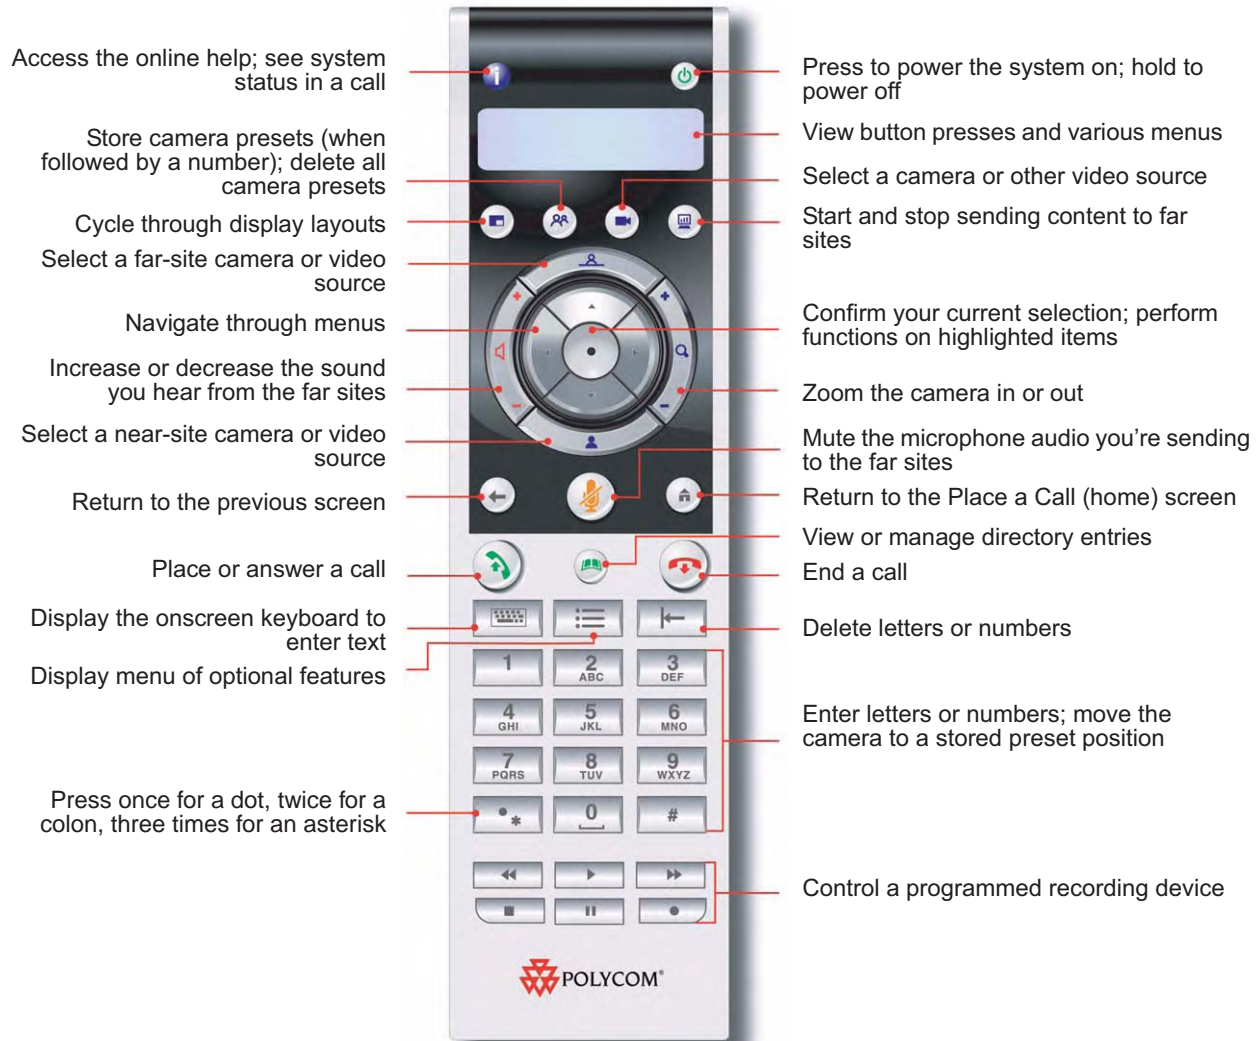 Access the online help; see system
status in a call
Store camera presets (when
followed by a number); delete all
camera presets
Cycle through display layouts
Select a far-site camera or video
source
Navigate through menus
Increase or decrease the sound
you hear from the far sites
Select a near-site camera or video
source
Return to the previous screen
Place or answer a call
Display the onscreen keyboard to
enter text
Display menu of optional features
Press once for a dot, twice for a
colon, three times for an asterisk
i
+ +
- -
1 2 3
ABC DEF
4 5 6
GHI JKL MNO
7 8 9
PQRS TUV WXYZ
•* 0 #
POLYCOM®
Press to power the system on; hold to
power off
View button presses and various menus
Select a camera or other video source
Start and stop sending content to far
sites
Confirm your current selection; perform
functions on highlighted items
Zoom the camera in or out
Mute the microphone audio you’re sending
to the far sites
Return to the Place a Call (home) screen
View or manage directory entries
End a call
Delete letters or numbers
Enter letters or numbers; move the
camera to a stored preset position
Control a programmed recording device